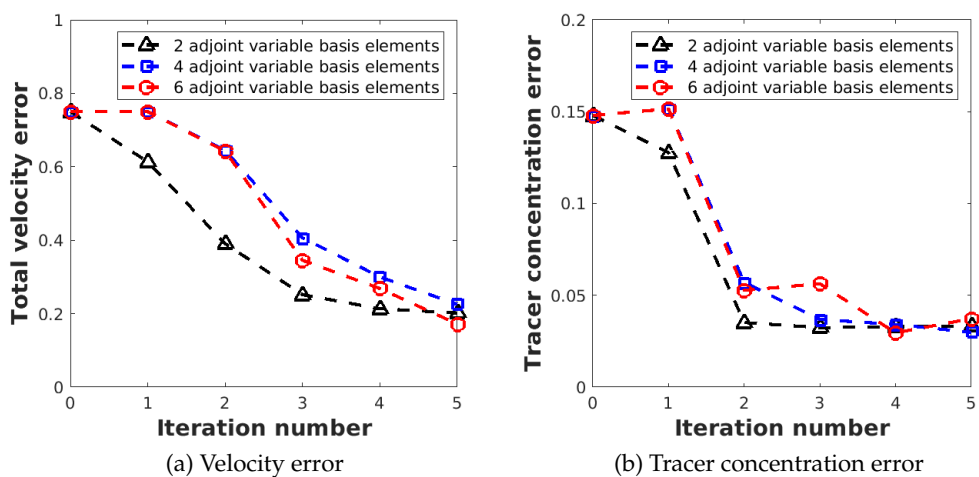 1
0.8
0.6
0.4
0.2
0
0 1 2 3 4 5
Total velocity error
Iteration number
2 adjoint variable basis elements
4 adjoint variable basis elements
6 adjoint variable basis elements
(a) Velocity error
0.2
0.15
0.1
0.05
0
0 1 2 3 4 5
Tracer concentration error
Iteration number
2 adjoint variable basis elements
4 adjoint variable basis elements
6 adjoint variable basis elements
(b) Tracer concentration error